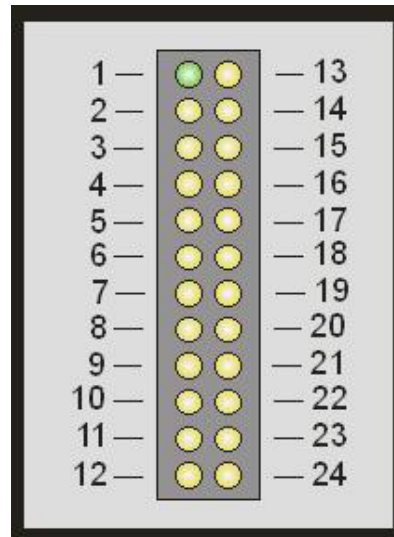 1 — — 13
2 — — 14
3 — — 15
4 — — 16
5 — — 17
6 — — 18
7 — — 19
8 — — 20
9 — — 21
10 — — 22
11 — — 23
12 — — 24